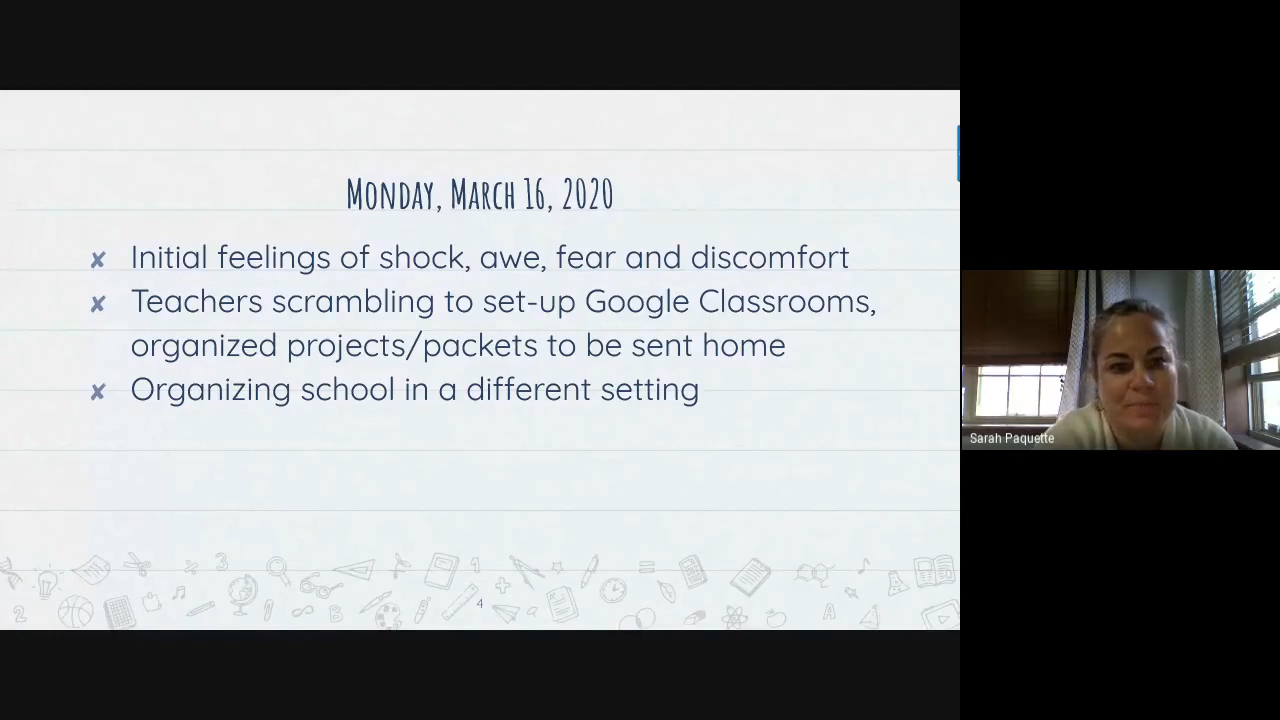 Monday, March 16, 2020
✘ Initial feelings of shock, awe, fear and discomfort
✘ Teachers scrambling to set-up Google Classrooms,
organized projects/packets to be sent home
✘ Organizing school in a different setting
4
Sarah Paquette